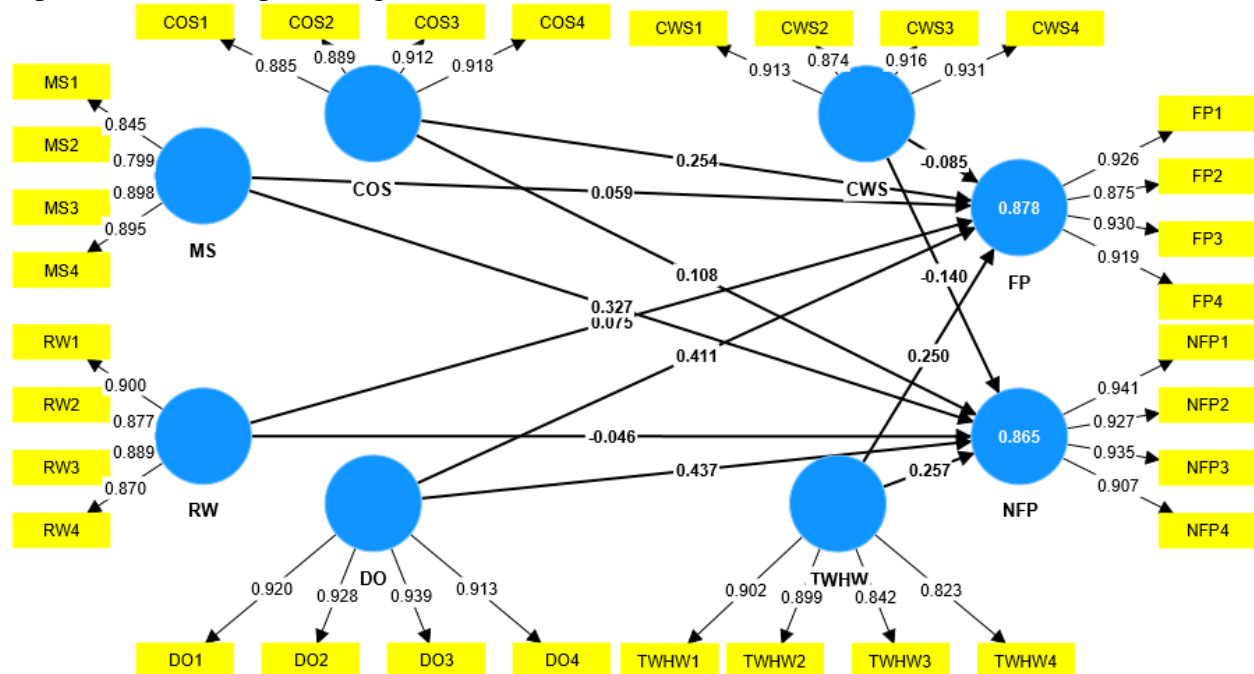 COS1
COS2
COS3
COS4
CWS1
CWS2
CWS3
CWS4
0.885
0.889
0.912
0.918
0.913
0.874
0.916
0.931
MS1
MS2
MS3
MS4
0.845
0.799
0.898
0.895
MS
COS
CWS
0.254
0.059
-0.085
0.878
FP
FP1
FP2
FP3
FP4
0.926
0.875
0.930
0.919
0.108
-0.140
0.327
0.075
0.411
0.250
RW1
RW2
RW3
RW4
0.900
0.877
0.889
0.870
RW
-0.046
0.437
0.257
0.865
NFP
NFP1
NFP2
NFP3
NFP4
0.941
0.927
0.935
0.907
DO
TWHW
0.920
0.928
0.939
0.913
0.902
0.899
0.842
0.823
DO1
DO2
DO3
DO4
TWHW1
TWHW2
TWHW3
TWHW4